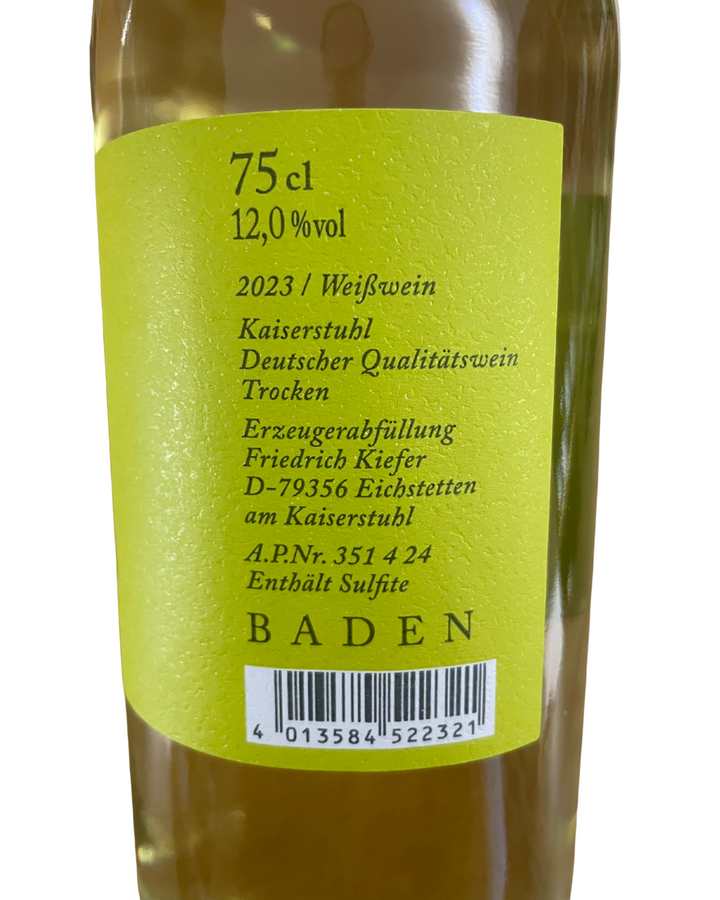 75 cl
12,0 %vol
2023 / Weißwein
Kaiserstuhl
Deutscher Qualitätswein
Trocken
Erzeugerabfüllung
Friedrich Kiefer
D-79356 Eichstetten
am Kaiserstuhl
A.P.Nr. 351 4 24
Enthält Sulfite
BADEN
4 013584 522321